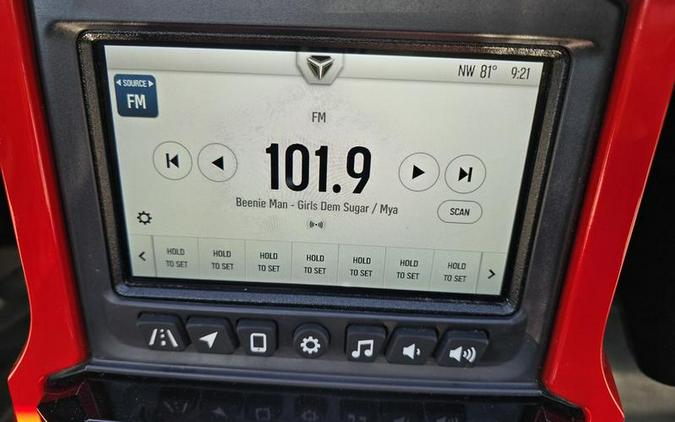 NW 81° 9:21
SOURCE
FM
FM
101.9
Beenie Man - Girls Dem Sugar / Mya
SCAN
HOLD TO SET
HOLD TO SET
HOLD TO SET
HOLD TO SET
HOLD TO SET
HOLD TO SET
HOLD TO SET